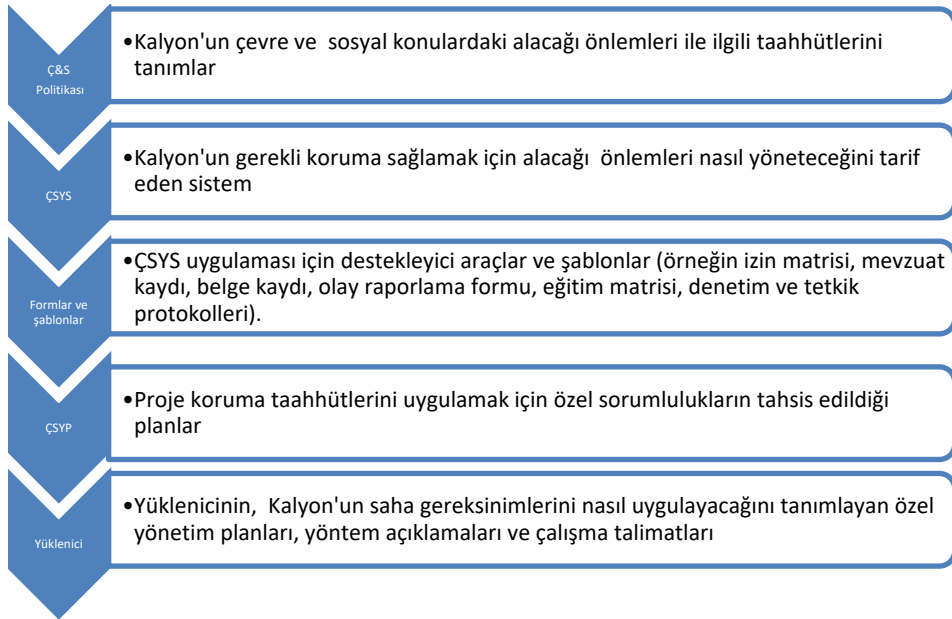 Ç&S
Politikası
•Kalyon'un çevre ve  sosyal konulardaki alacağı önlemleri ile ilgili taahhütlerini
tanımlar
ÇSYS
•Kalyon'un gerekli koruma sağlamak için alacağı  önlemleri nasıl yöneteceğini tarif
eden sistem
Formlar ve
şablonlar
•ÇSYS uygulaması için destekleyici araçlar ve şablonlar (örneğin izin matrisi, mevzuat
kaydı, belge kaydı, olay raporlama formu, eğitim matrisi, denetim ve tetkik
protokolleri).
ÇSYP
•Proje koruma taahhütlerini uygulamak için özel sorumlulukların tahsis edildiği
planlar
Yüklenici
•Yüklenicinin,  Kalyon'un saha gereksinimlerini nasıl uygulayacağını tanımlayan özel
yönetim planları, yöntem açıklamaları ve çalışma talimatları